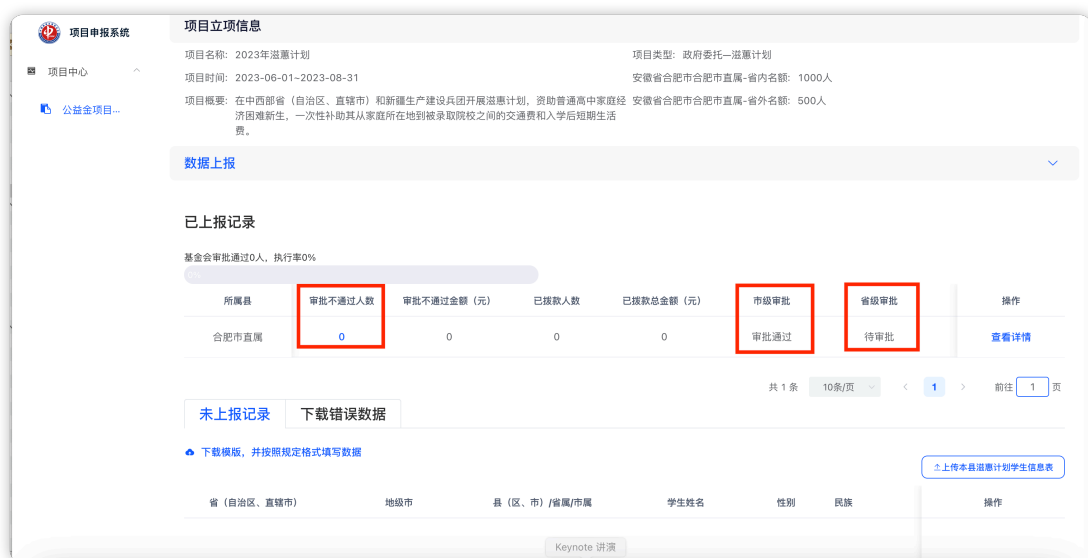 项目申报系统
项目中心
公益金项目...
项目立项信息
项目名称: 2023年滋蕙计划
项目类型: 政府委托—滋蕙计划
项目时间: 2023-06-01~2023-08-31
安徽省合肥市合肥市直属-省内名额: 1000人
项目概要: 在中西部省（自治区、直辖市）和新疆生产建设兵团开展滋蕙计划，资助普通高中家庭经
济困难新生，一次性补助其从家庭所在地到被录取院校之间的交通费和入学后短期生活
费。
安徽省合肥市合肥市直属-省外名额: 500人
数据上报
已上报记录
基金会审批通过0人，执行率0%
0%
所属县 审批不通过人数 审批不通过金额（元） 已拨款人数 已拨款总金额（元） 市级审批 省级审批 操作
合肥市直属 0 0 0 0 审批通过 待审批 查看详情
共 1 条 10条/页 1 前往 1 页
未上报记录 下载错误数据
下载模版，并按照规定格式填写数据
上传本县滋蕙计划学生信息表
省（自治区、直辖市） 地级市 县（区、市）/省属/市属 学生姓名 性别 民族 操作
Keynote 讲演